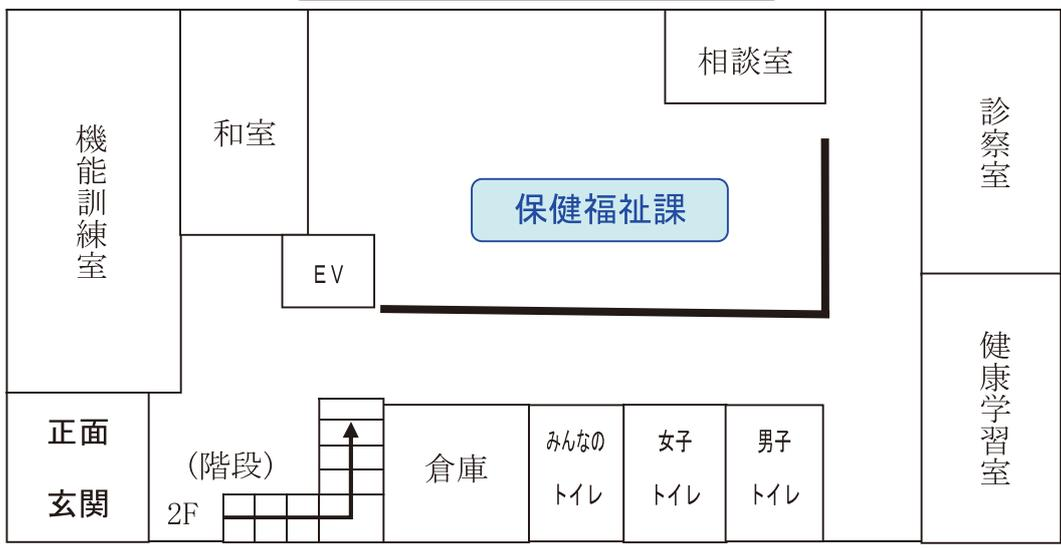 相談室
和室
機能訓練室
診察室
保健福祉課
EV
健康学習室
正面
玄関
(階段)
2F
倉庫
みんなの
トイレ
女子
トイレ
男子
トイレ